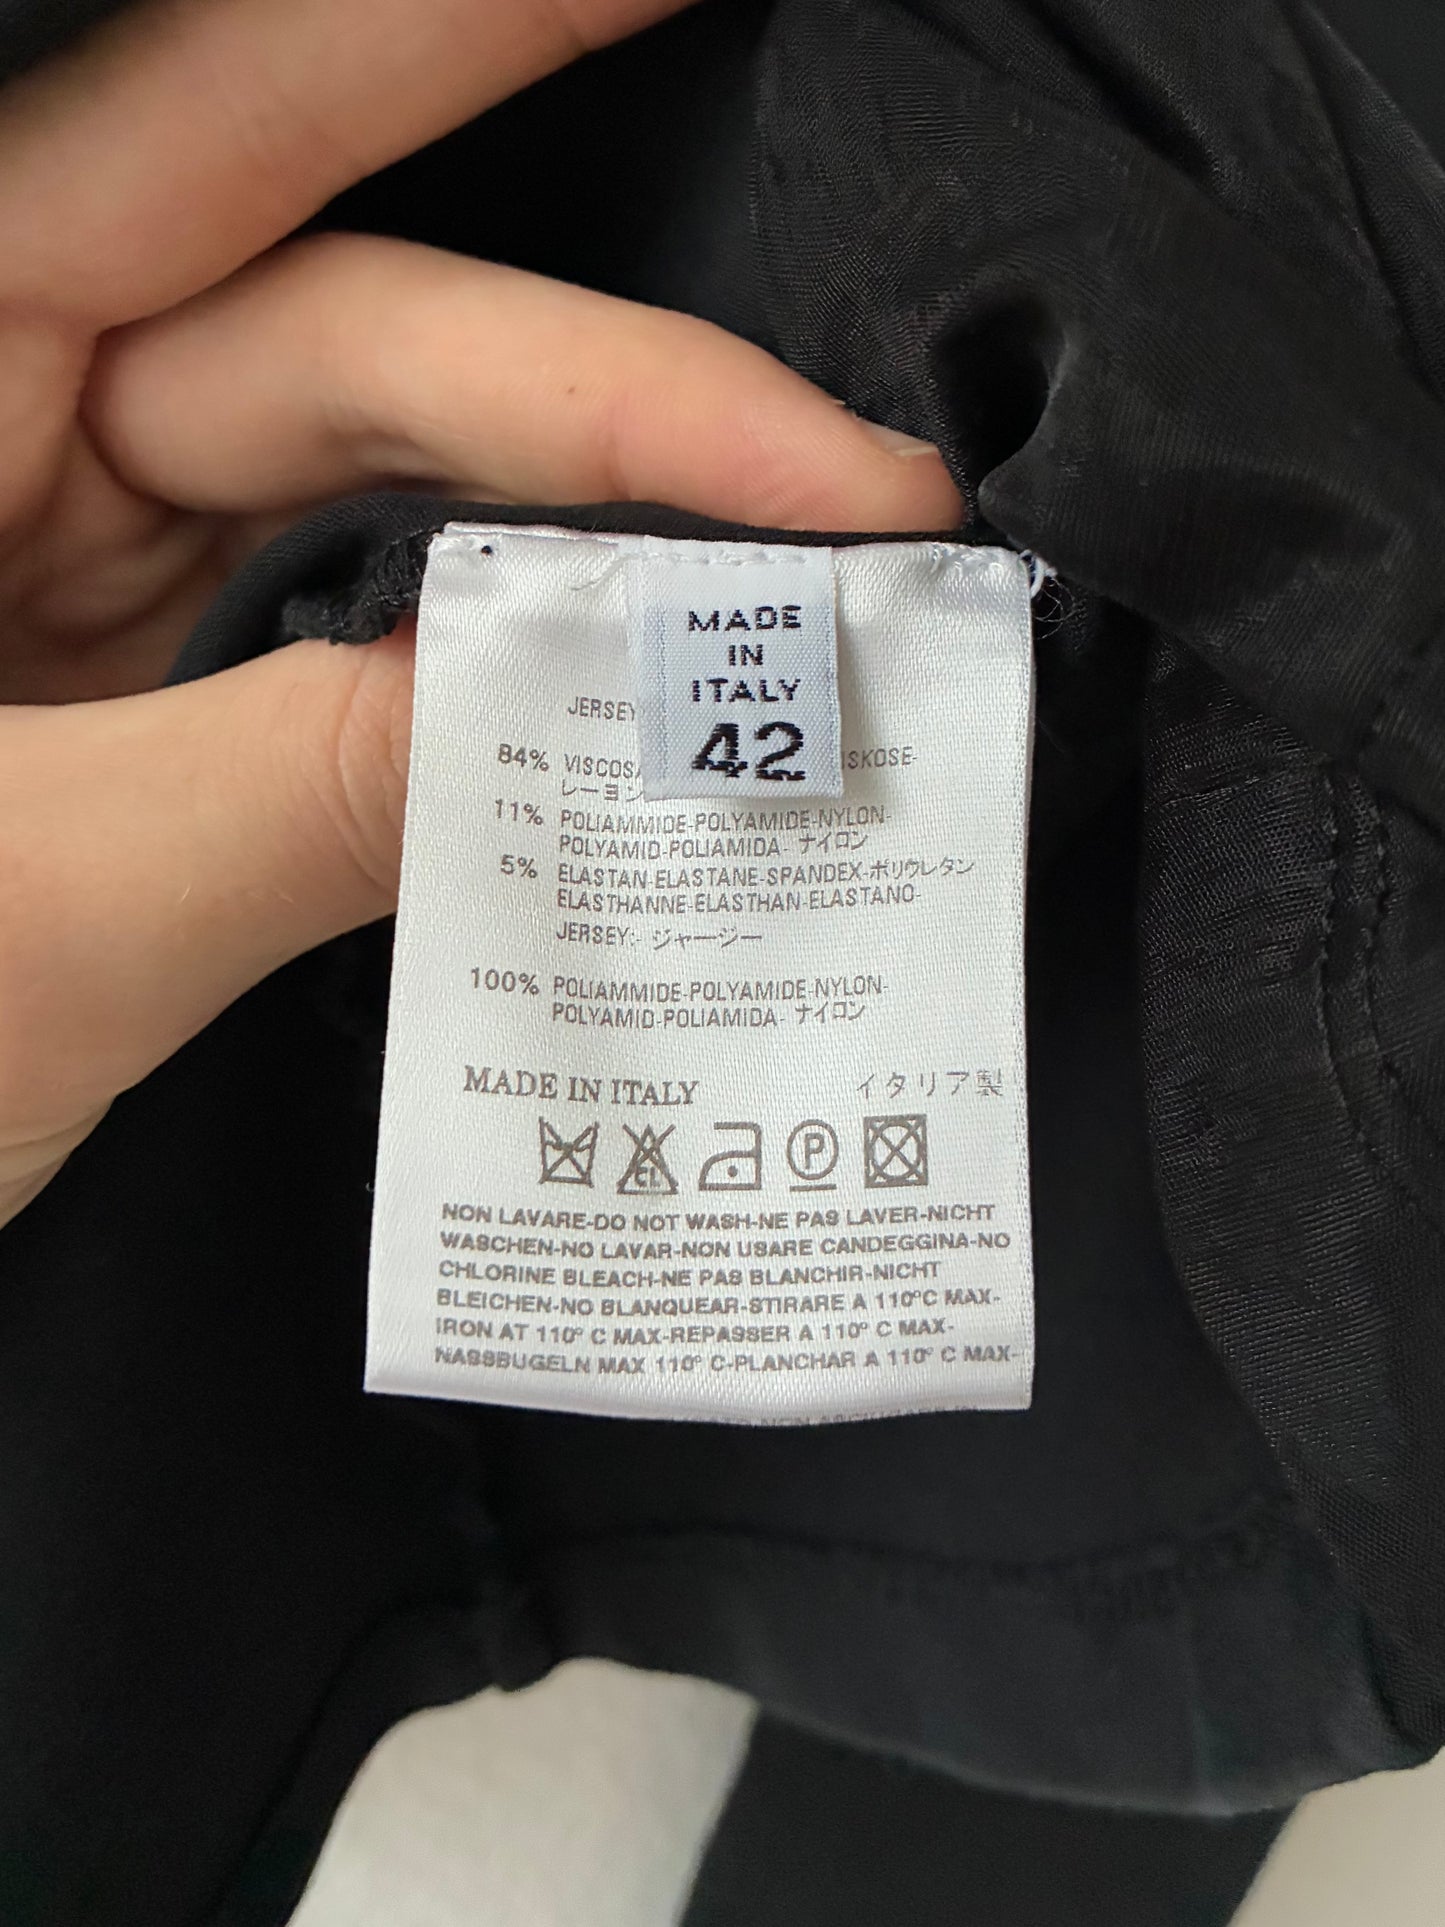 MADE
IN
ITALY
42
JERSEY
84% VISCOS ISKOSE-
レーヨン
11% POLIAMMIDE-POLYAMIDE-NYLON-
POLYAMID-POLIAMIDA- ナイロン
5% ELASTAN-ELASTANE-SPANDEX-ポリウレタン
ELASTHANNE-ELASTHAN-ELASTANO-
JERSEY:- ジャージー
100% POLIAMMIDE-POLYAMIDE-NYLON-
POLYAMID-POLIAMIDA- ナイロン
MADE IN ITALY イタリア製
CL P
NON LAVARE-DO NOT WASH-NE PAS LAVER-NICHT
WASCHEN-NO LAVAR-NON USARE CANDEGGINA-NO
CHLORINE BLEACH-NE PAS BLANCHIR-NICHT
BLEICHEN-NO BLANQUEAR-STIRARE A 110°C MAX-
IRON AT 110° C MAX-REPASSER A 110° C MAX-
NASSBUGELN MAX 110° C-PLANCHAR A 110° C MAX-